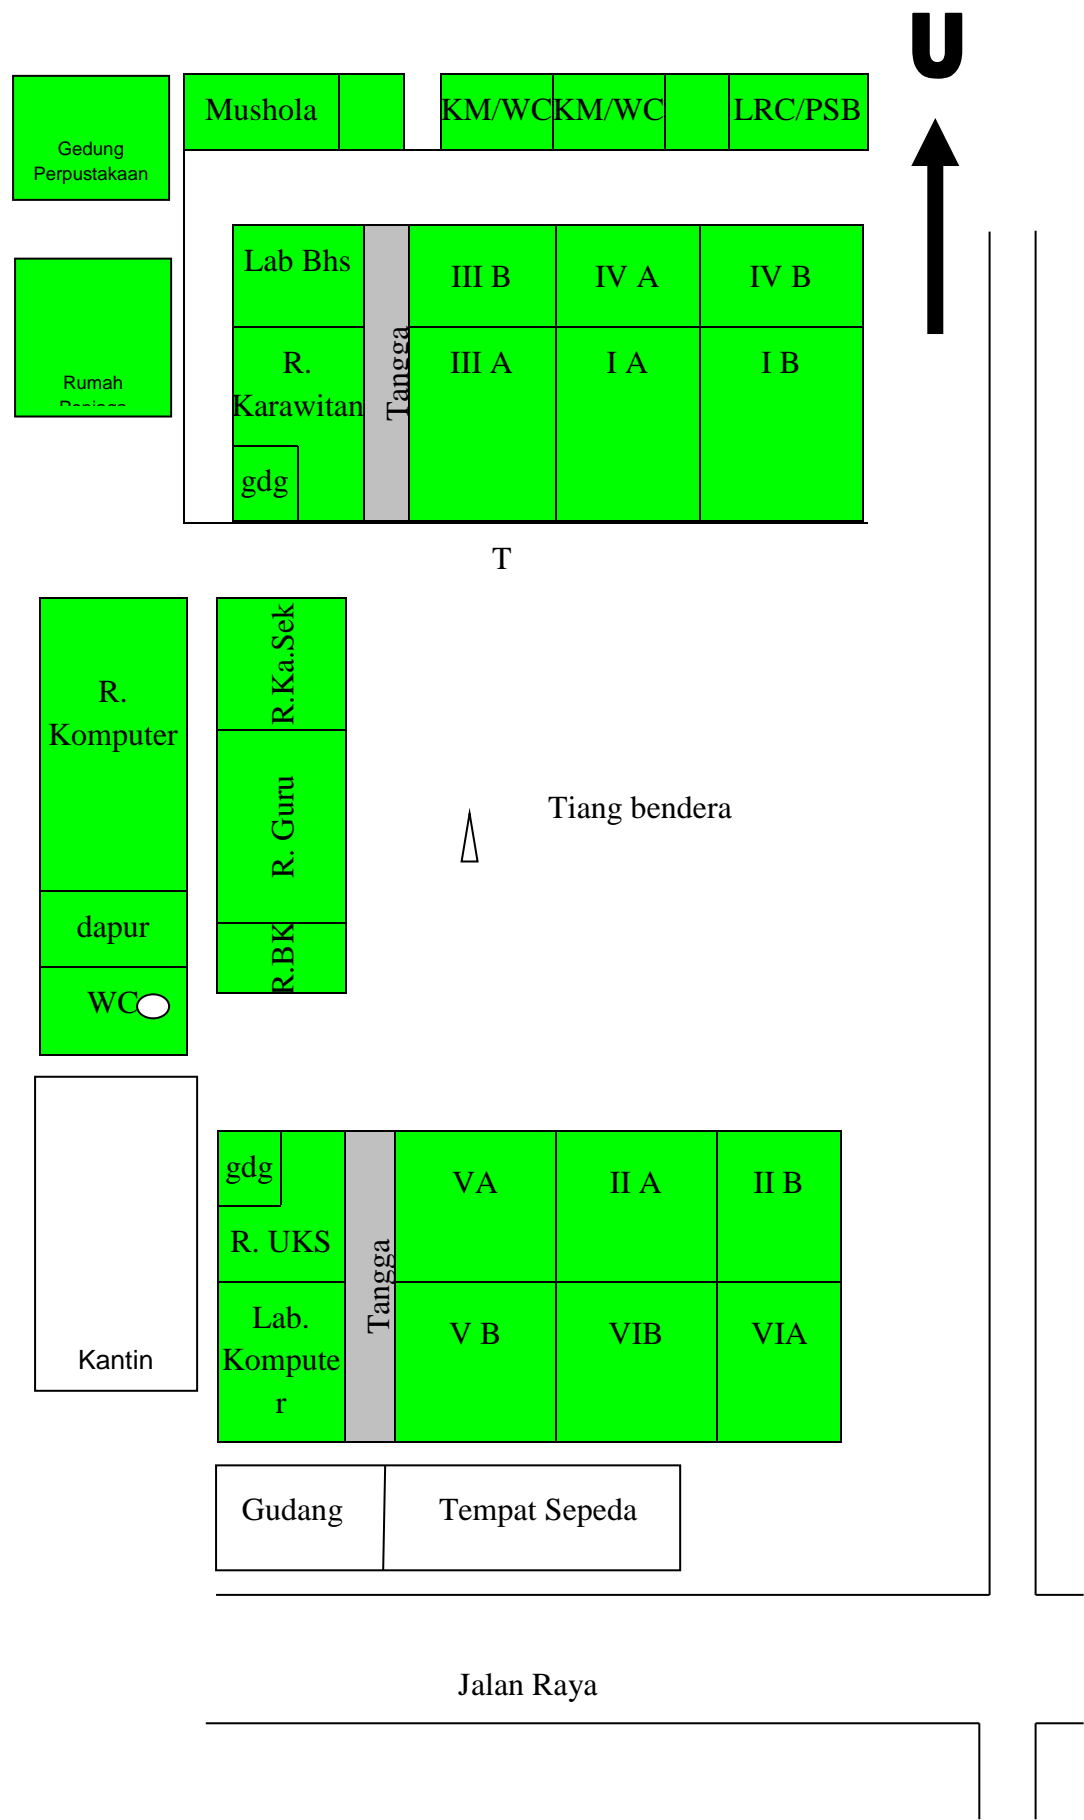 U
Mushola
KM/WC
KM/WC
LRC/PSB
Gedung
Perpustakaan
Lab Bhs
III B
IV A
IV B
Rumah
Tangga
R.
Karawitan
III A
I A
I B
gdg
T
R.Ka.Sek
R.
Komputer
R. Guru
Tiang bendera
dapur
R.BK
WC
gdg
R. UKS
Tangga
VA
II A
II B
Lab.
Kompute
r
V B
VIB
VIA
Kantin
Gudang
Tempat Sepeda
Jalan Raya